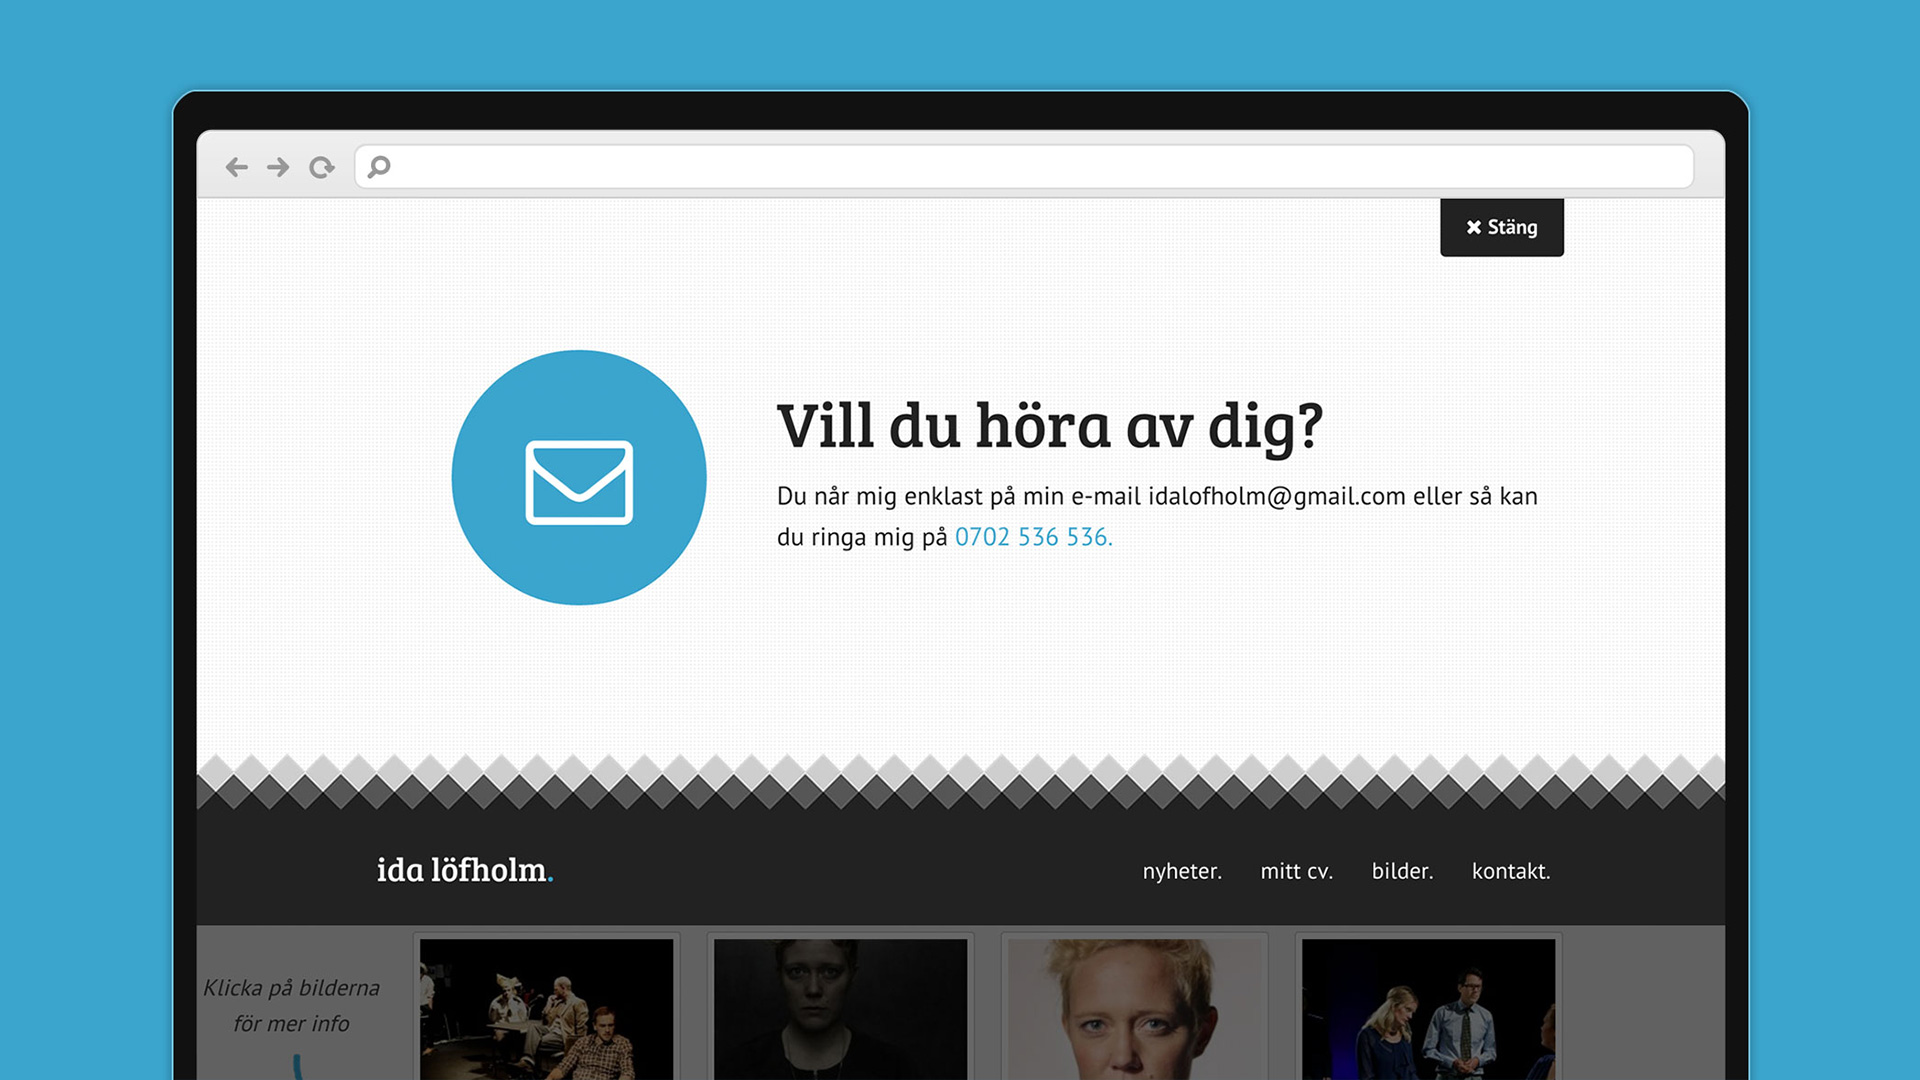 Stäng
Vill du höra av dig?
Du når mig enklast på min e-mail idalofholm@gmail.com eller så kan
du ringa mig på 0702 536 536.
ida löfholm.
nyheter. mitt cv. bilder. kontakt.
Klicka på bilderna
för mer info